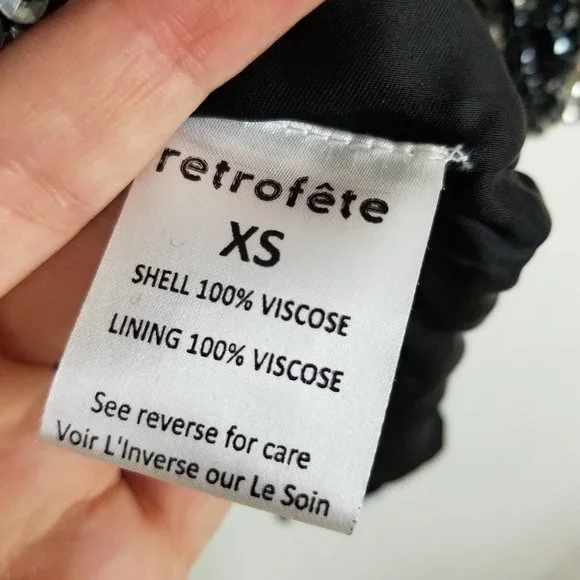 retrofête
XS
SHELL 100% VISCOSE
LINING 100% VISCOSE
See reverse for care
Voir L'Inverse our Le Soin